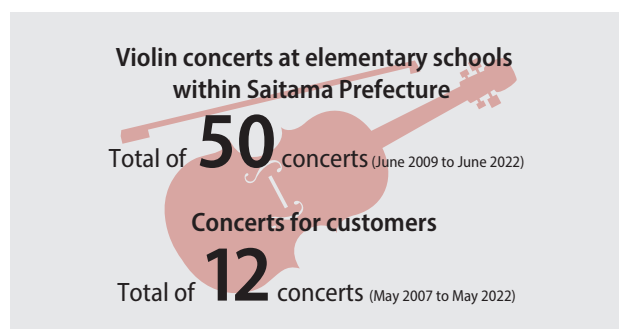 Violin concerts at elementary schools
within Saitama Prefecture
Total of 50 concerts (June 2009 to June 2022)
Concerts for customers
Total of 12 concerts (May 2007 to May 2022)